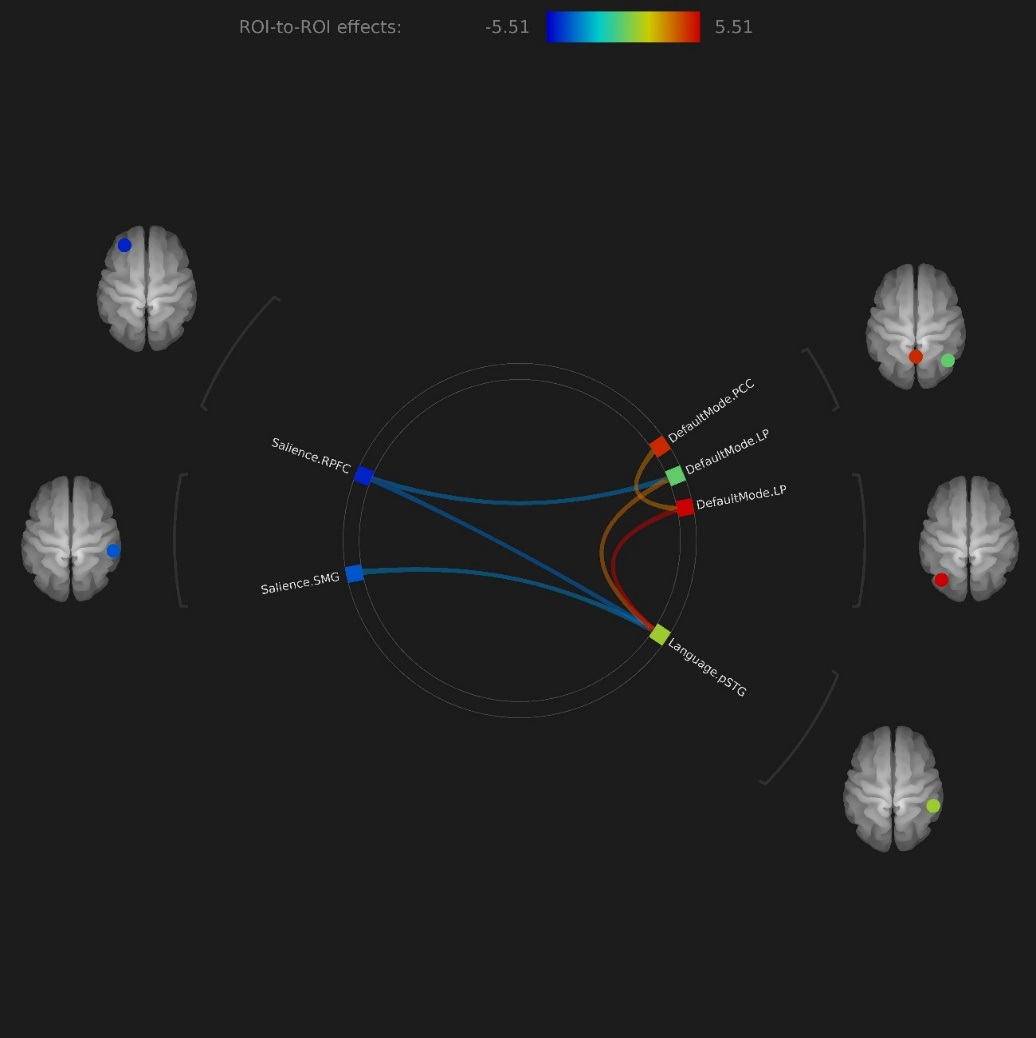 ROI-to-ROI effects: -5.51 5.51
DefaultMode.PCC
DefaultMode.LP
Salience.RPFC
DefaultMode.LP
Salience.SMG
Language.pSTG